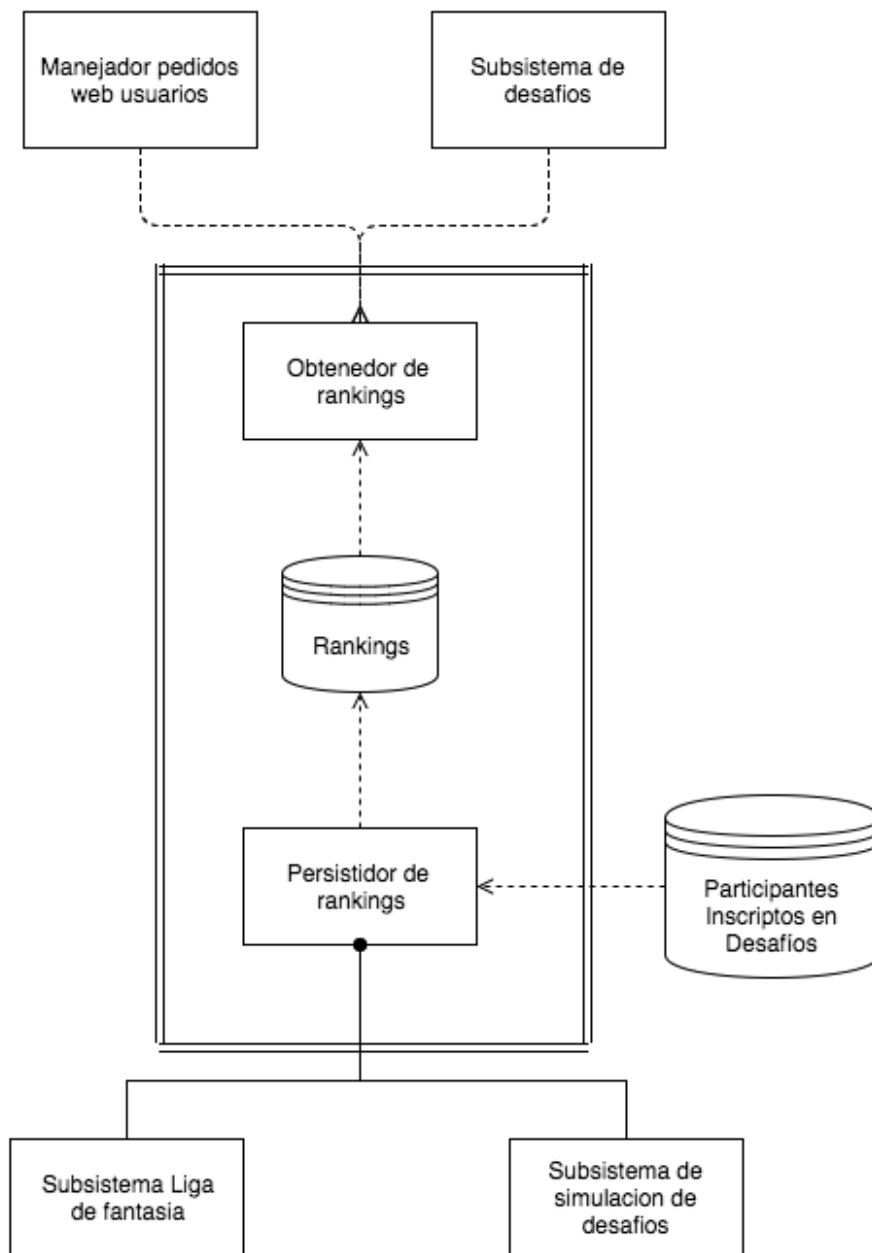 Manejador pedidos
web usuarios
Subsistema de
desafios
Obtenedor de
rankings
Rankings
Persistidor de
rankings
Participantes
Inscriptos en
Desafíos
Subsistema Liga
de fantasia
Subsistema de
simulacion de
desafios